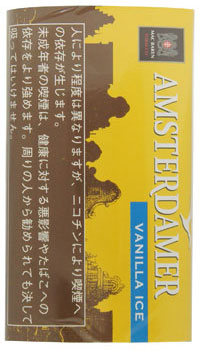 MAC BAREN
AMSTERDAMER
VANILLA ICE
人により程度は異なりますが、ニコチンにより喫煙への依存が生じます。
未成年者の喫煙は、健康に対する悪影響やたばこへの依存をより強めます。周りの人から勧められても決して吸ってはいけません。